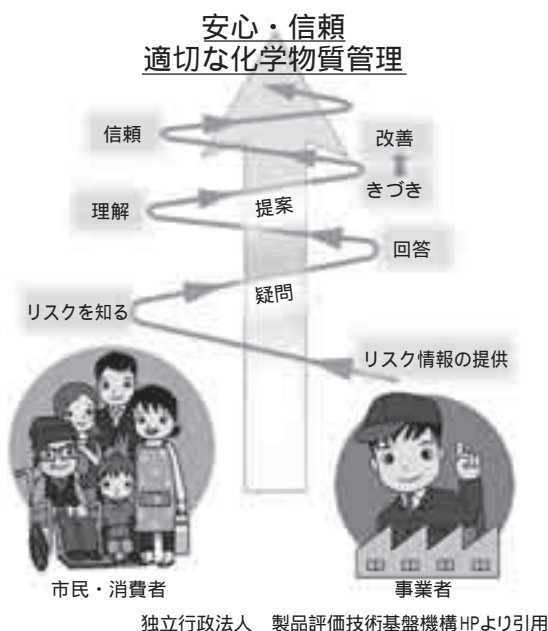 安心・信頼
適切な化学物質管理
信頼
改善
きづき
理解
提案
回答
疑問
リスクを知る
リスク情報の提供
市民・消費者
事業者
独立行政法人 製品評価技術基盤機構HPより引用